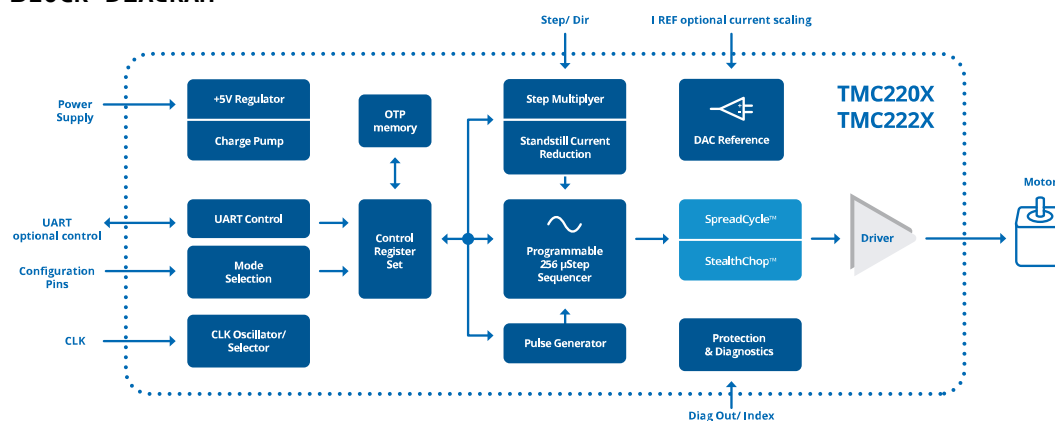 BLOCK DIAGRAM
Step/ Dir
I REF optional current scaling
TMC220X
TMC222X
Power
Supply
+5V Regulator
Charge Pump
OTP
memory
Step Multiplyer
Standstill Current
Reduction
DAC Reference
Motor
UART
optional control
UART Control
Configuration
Pins
Mode
Selection
Control
Register
Set
Programmable
256 µStep
Sequencer
SpreadCycle™
StealthChop™
Driver
CLK
CLK Oscillator/
Selector
Pulse Generator
Protection
& Diagnostics
Diag Out/ Index